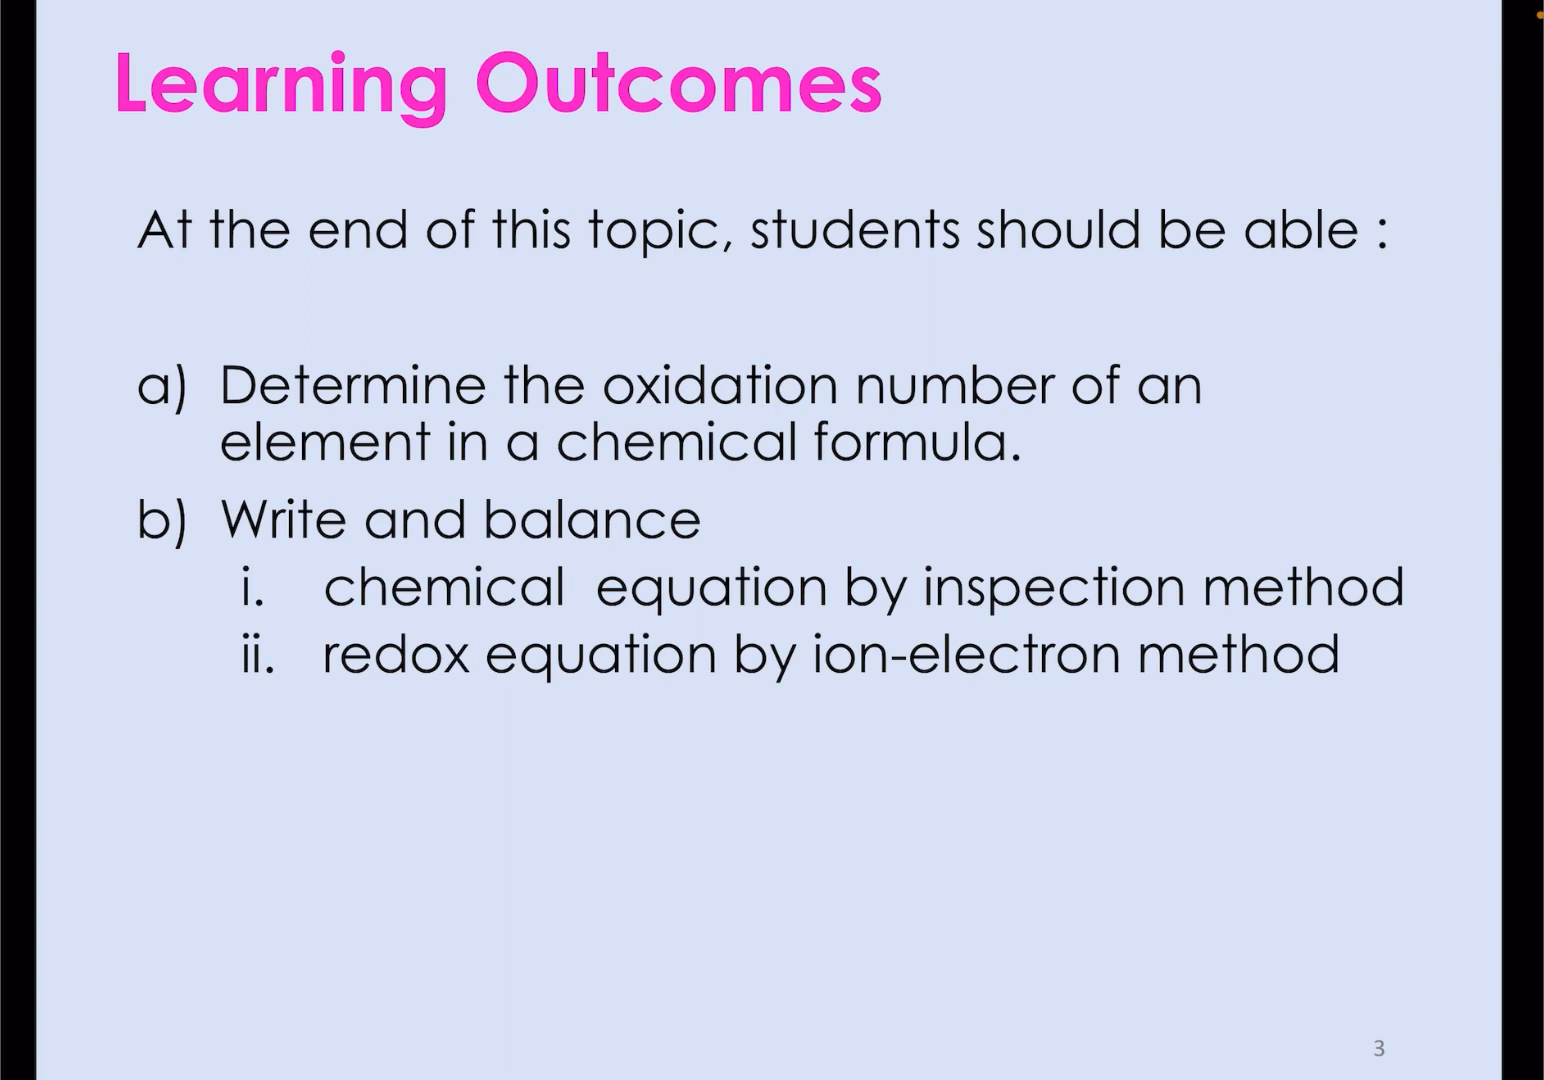 Learning Outcomes
At the end of this topic, students should be able :
a) Determine the oxidation number of an
element in a chemical formula.
b) Write and balance
i. chemical equation by inspection method
ii. redox equation by ion-electron method
3